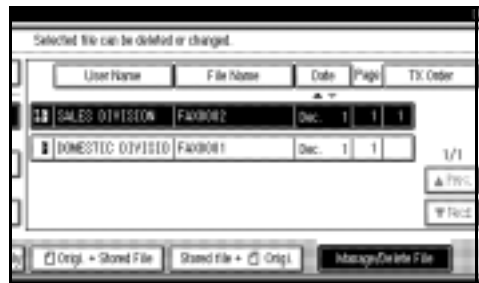 Selected file can be deleted or changed.
User Name File Name Date Page TX Order
SALES DIVISION FAX0002 Dec. 1 1 1
DOMESTIC DIVISIO FAX0001 Dec. 1 1
1/1
▲ Prev.
▼ Next
Origi. + Stored File Stored file + Origi. Manage/Delete File